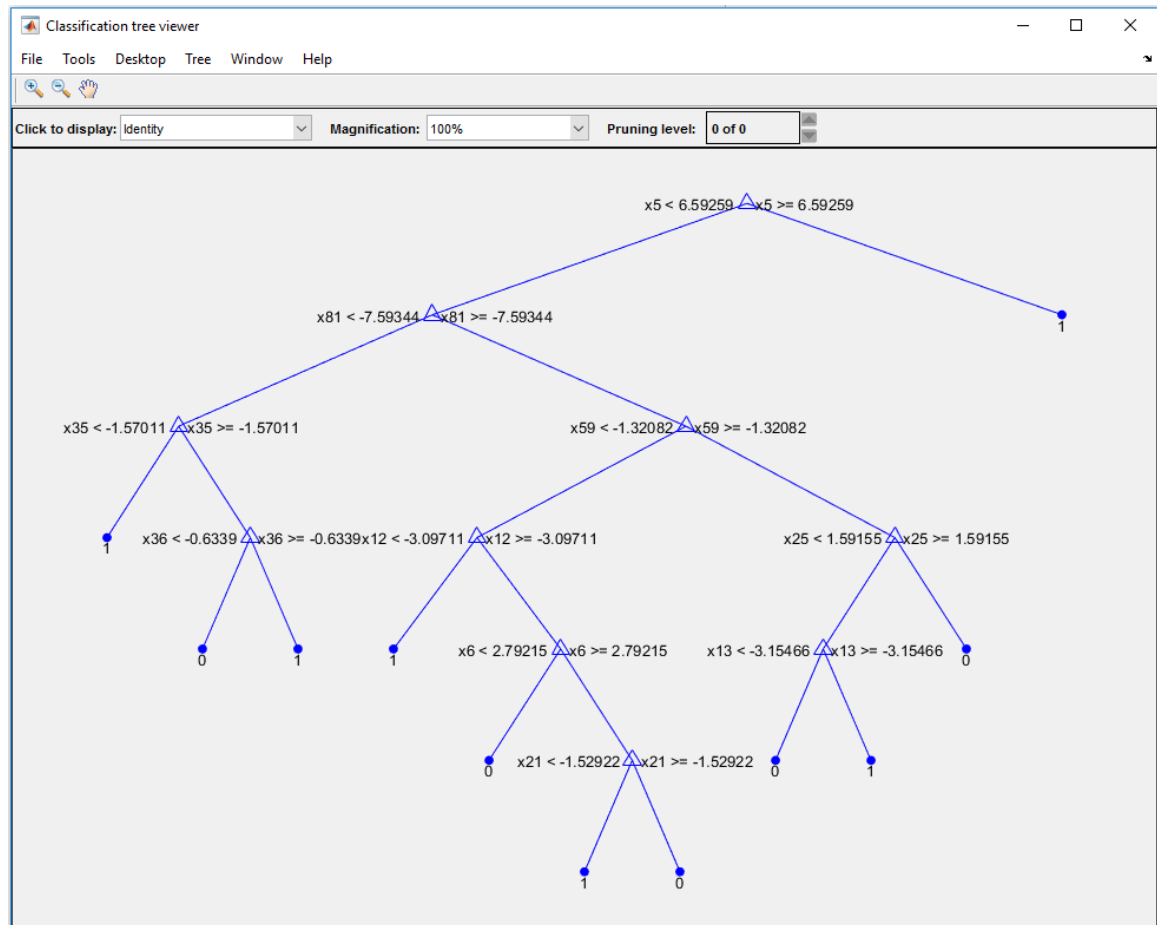 Classification tree viewer
File Tools Desktop Tree Window Help
Click to display: Identity Magnification: 100% Pruning level: 0 of 0
x5 < 6.59259 x5 >= 6.59259
x81 < -7.59344 x81 >= -7.59344
1
x35 < -1.57011 x35 >= -1.57011 x59 < -1.32082 x59 >= -1.32082
1 x36 < -0.6339 x36 >= -0.6339 x12 < -3.09711 x12 >= -3.09711 x25 < 1.59155 x25 >= 1.59155
0 1 1 x6 < 2.79215 x6 >= 2.79215 x13 < -3.15466 x13 >= -3.15466 0
0 x21 < -1.52922 x21 >= -1.52922 0 1
1 0